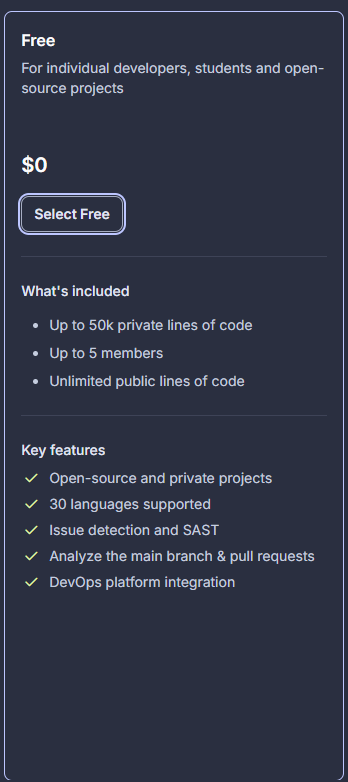 Free
For individual developers, students and open-
source projects
$0
Select Free
What's included
Up to 50k private lines of code
Up to 5 members
Unlimited public lines of code
Key features
Open-source and private projects
30 languages supported
Issue detection and SAST
Analyze the main branch & pull requests
DevOps platform integration